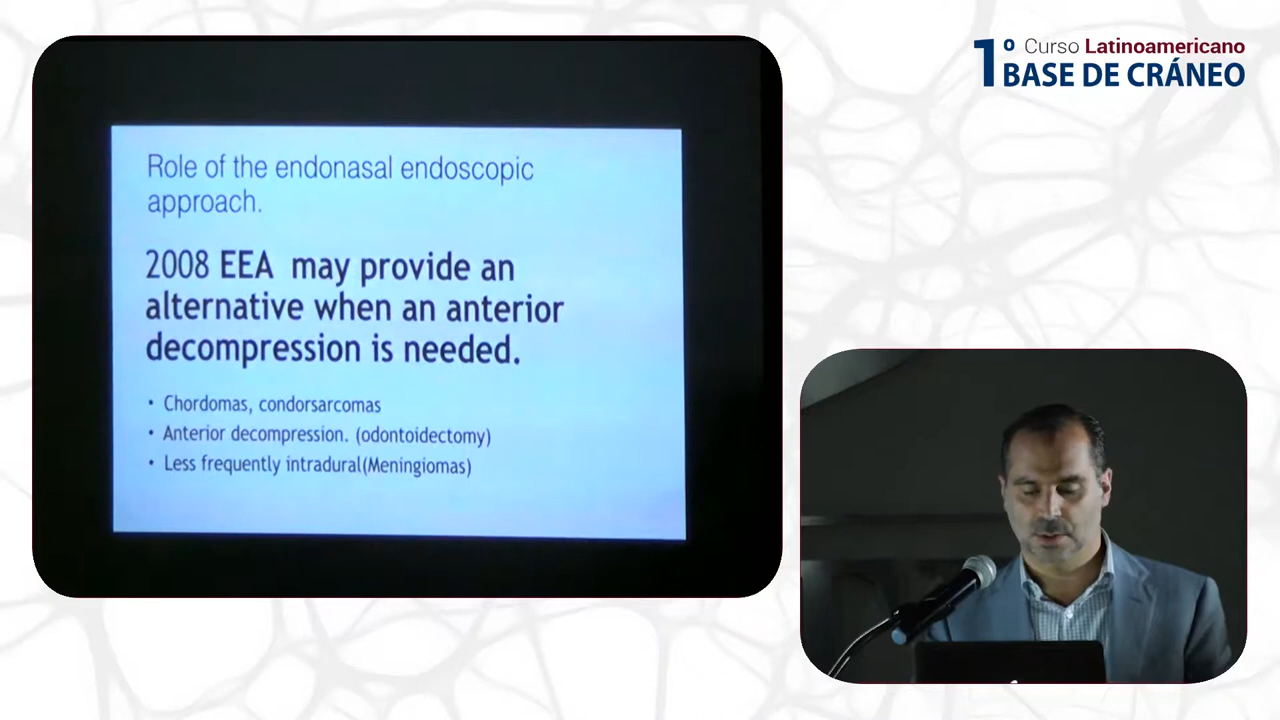 1º Curso Latinoamericano
BASE DE CRÁNEO
Role of the endonasal endoscopic
approach.
2008 EEA may provide an
alternative when an anterior
decompression is needed.
• Chordomas, condorsarcomas
• Anterior decompression. (odontoidectomy)
• Less frequently intradural(Meningiomas)